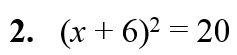 2. (x + 6)² = 20